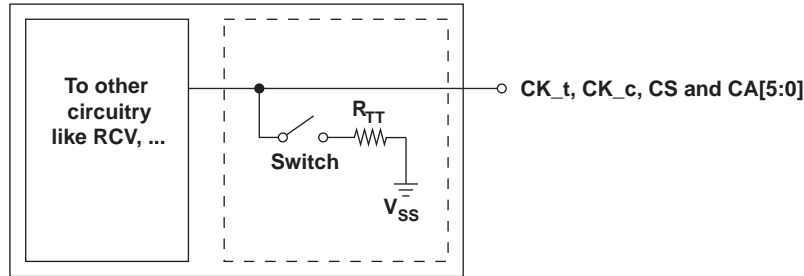 To other
circuitry
like RCV, ...
CK_t, CK_c, CS and CA[5:0]
RTT
Switch
VSS